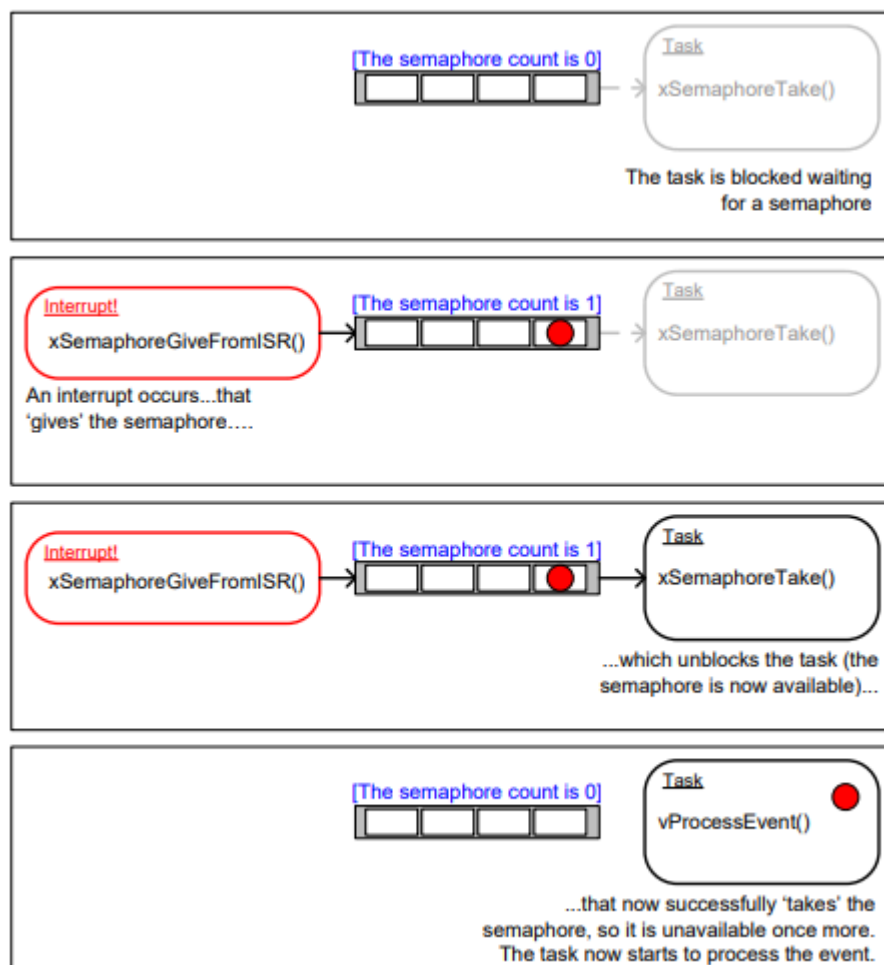 [The semaphore count is 0]
Task
xSemaphoreTake()
The task is blocked waiting
for a semaphore
Interrupt!
xSemaphoreGiveFromISR()
An interrupt occurs...that
‘gives’ the semaphore….
[The semaphore count is 1]
Task
xSemaphoreTake()
Interrupt!
xSemaphoreGiveFromISR()
[The semaphore count is 1]
Task
xSemaphoreTake()
...which unblocks the task (the
semaphore is now available)...
[The semaphore count is 0]
Task
vProcessEvent()
...that now successfully ‘takes’ the
semaphore, so it is unavailable once more.
The task now starts to process the event.